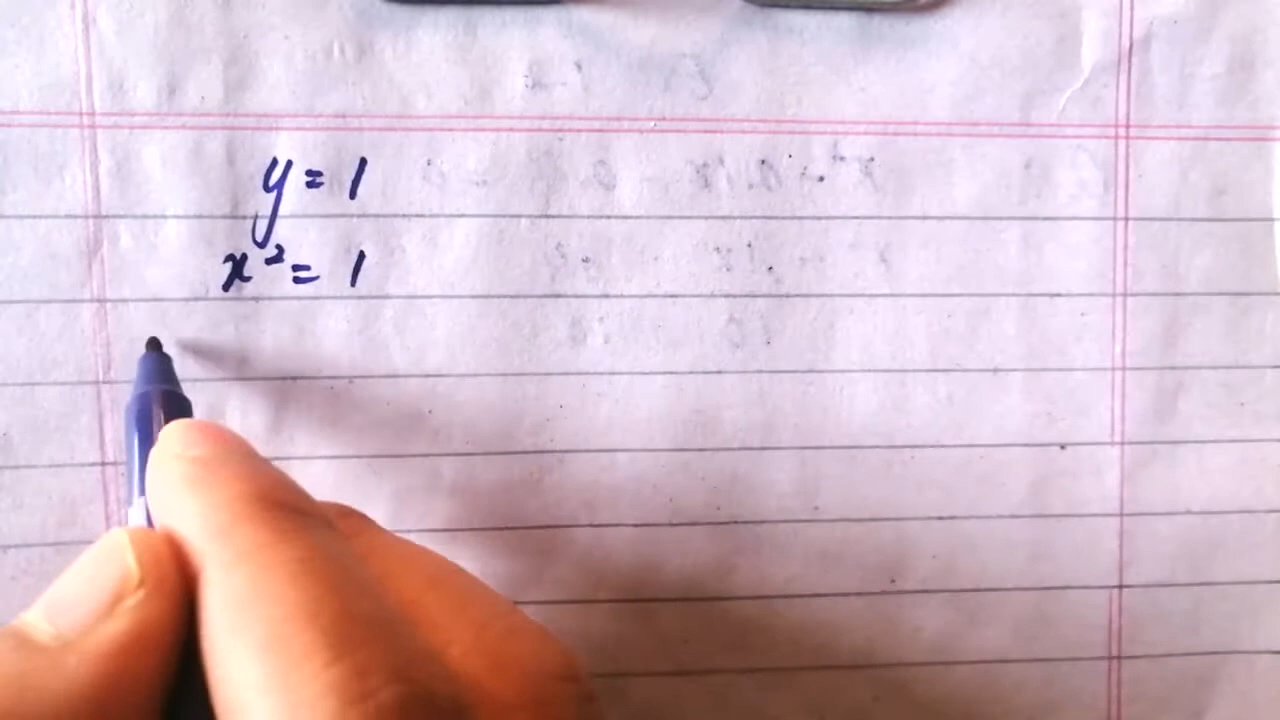 y = 1
x² = 1